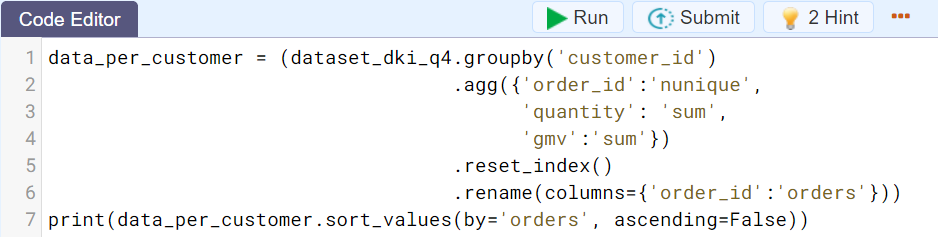 Code Editor Run Submit 2 Hint
1 data_per_customer = (dataset_dki_q4.groupby('customer_id')
2 .agg({'order_id':'nunique',
3 'quantity': 'sum',
4 'gmv':'sum'})
5 .reset_index()
6 .rename(columns={'order_id':'orders'}))
7 print(data_per_customer.sort_values(by='orders', ascending=False))